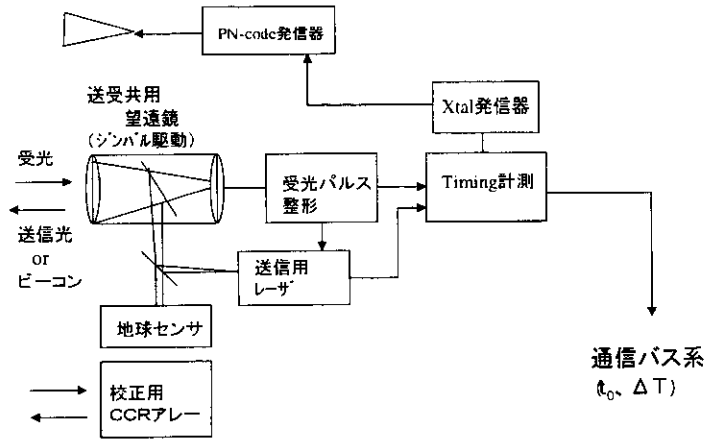 PN-code発信器
送受共用
望遠鏡
(ジンバル駆動)
Xtal発信器
受光
受光パルス
整形
Timing計測
送信光
or
ビーコン
送信用
レーザ
地球センサ
通信バス系
(t₀、ΔT)
校正用
CCRアレー